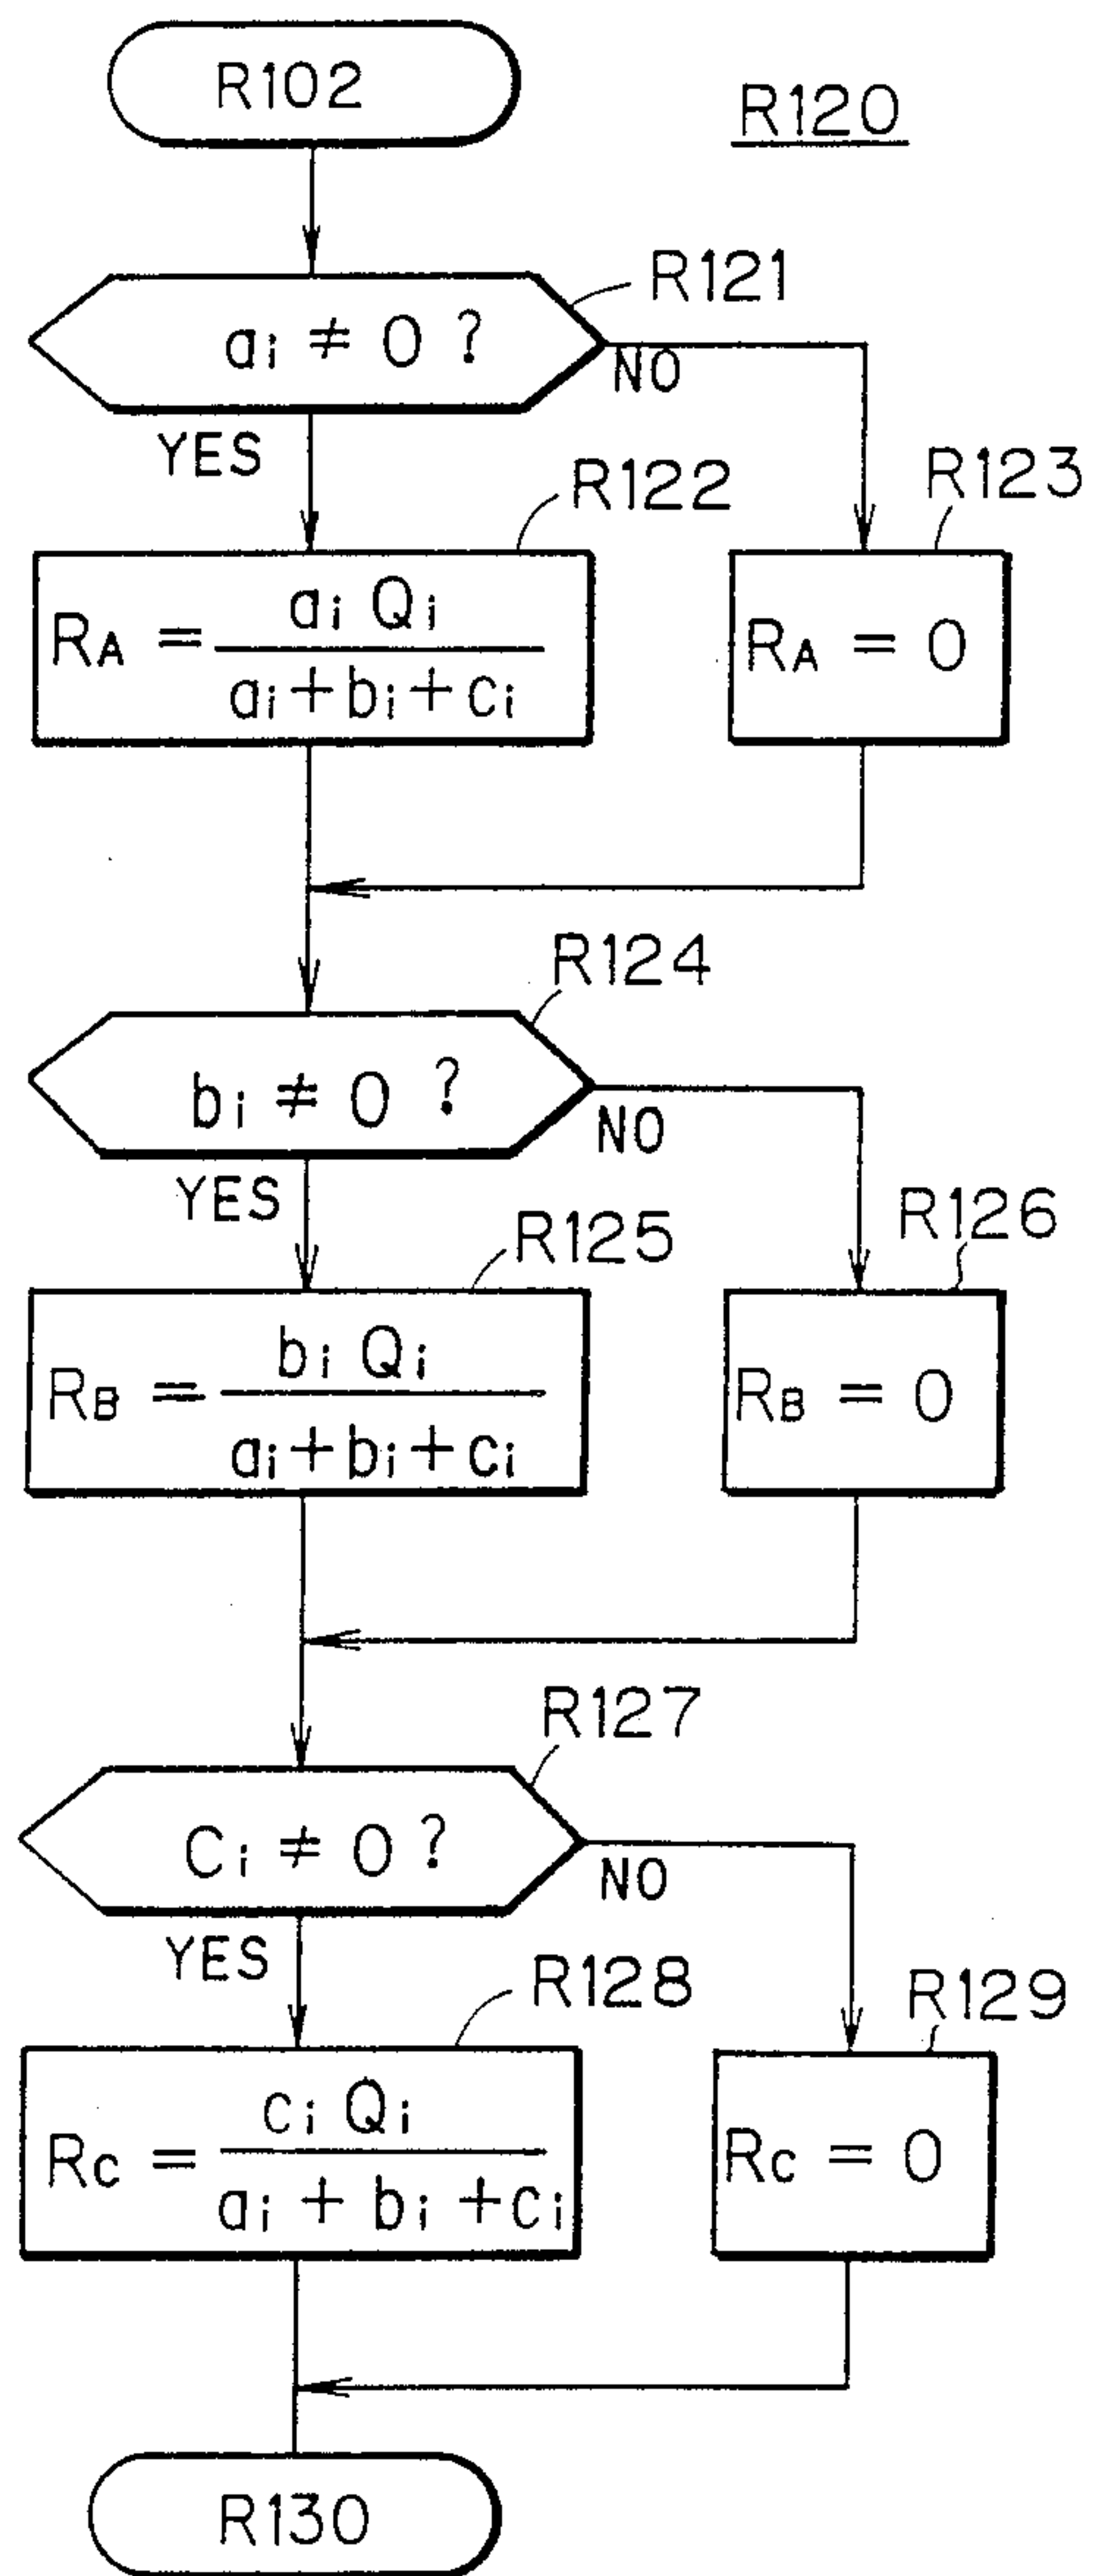 R102
R120
R121
ai ≠ 0 ?
NO
YES
R122
R123
RA = ai Qi / ai + bi + ci
RA = 0
R124
bi ≠ 0 ?
NO
YES
R125
R126
RB = bi Qi / ai + bi + ci
RB = 0
R127
Ci ≠ 0 ?
NO
YES
R128
R129
RC = ci Qi / ai + bi + ci
RC = 0
R130